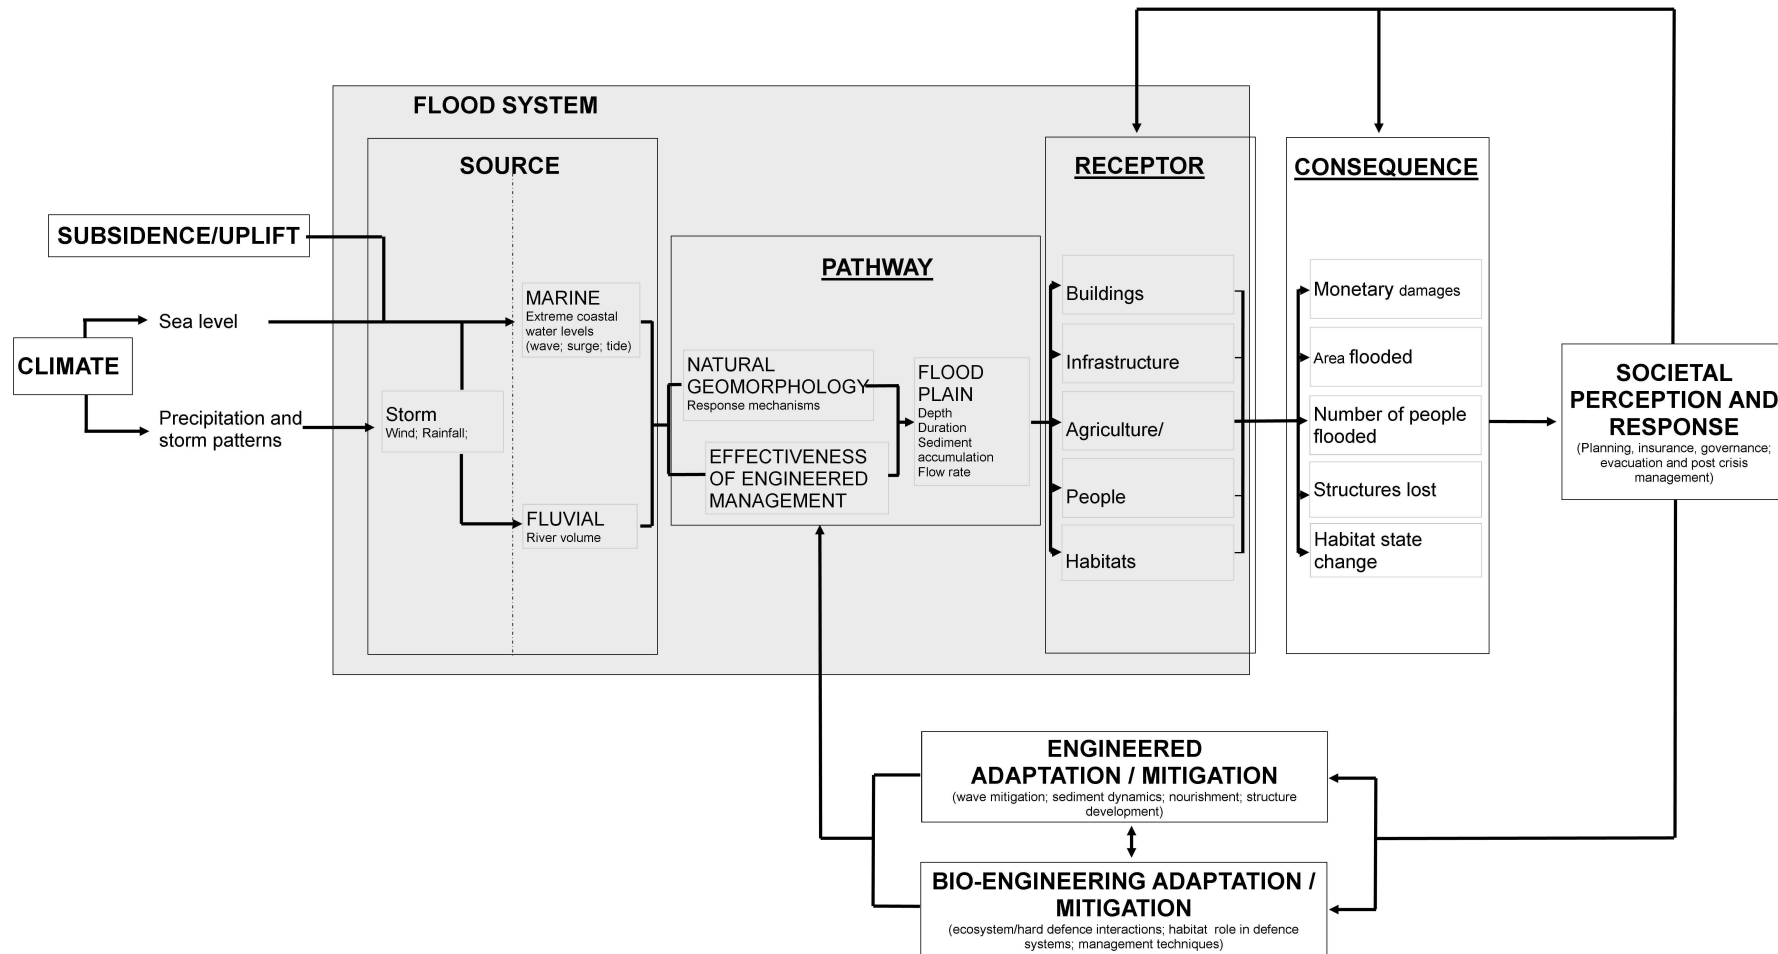 FLOOD SYSTEM
SOURCE
RECEPTOR
CONSEQUENCE
SUBSIDENCE/UPLIFT
PATHWAY
MARINE
Extreme coastal
water levels
(wave; surge; tide)
Sea level
CLIMATE
Precipitation and
storm patterns
Storm
Wind; Rainfall;
FLUVIAL
River volume
NATURAL
GEOMORPHOLOGY
Response mechanisms
EFFECTIVENESS
OF ENGINEERED
MANAGEMENT
FLOOD
PLAIN
Depth
Duration
Sediment
accumulation
Flow rate
Buildings
Infrastructure
Agriculture/
People
Habitats
Monetary damages
Area flooded
Number of people
flooded
Structures lost
Habitat state
change
SOCIETAL
PERCEPTION AND
RESPONSE
(Planning, insurance, governance;
evacuation and post crisis
management)
ENGINEERED
ADAPTATION / MITIGATION
(wave mitigation; sediment dynamics; nourishment; structure
development)
BIO-ENGINEERING ADAPTATION /
MITIGATION
(ecosystem/hard defence interactions; habitat role in defence
systems; management techniques)